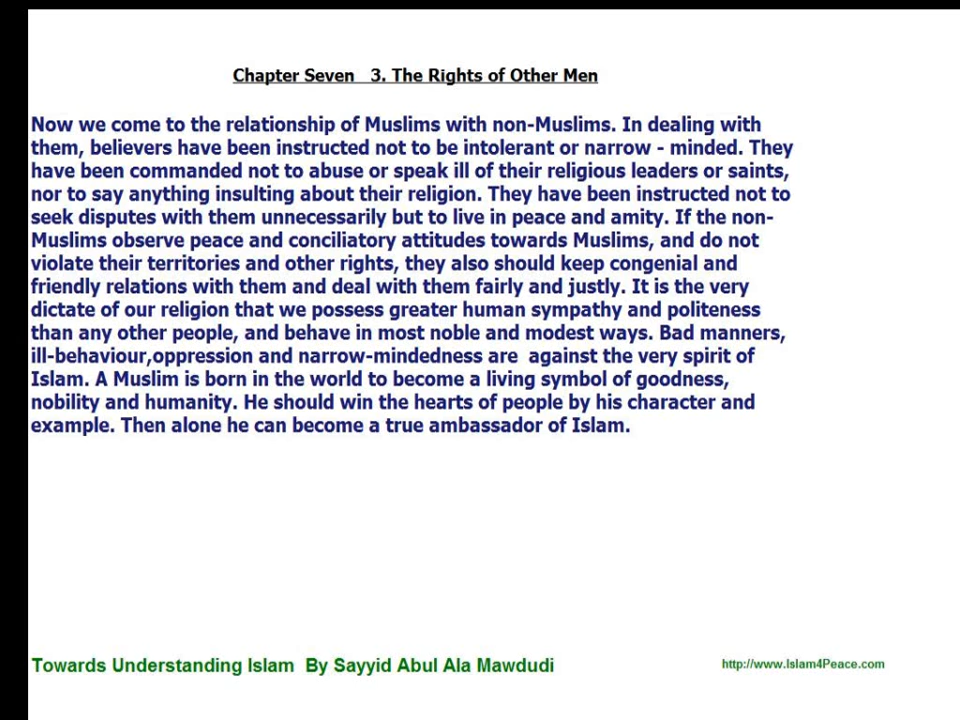 Chapter Seven   3. The Rights of Other Men
Now we come to the relationship of Muslims with non-Muslims. In dealing with
them, believers have been instructed not to be intolerant or narrow - minded. They
have been commanded not to abuse or speak ill of their religious leaders or saints,
nor to say anything insulting about their religion. They have been instructed not to
seek disputes with them unnecessarily but to live in peace and amity. If the non-
Muslims observe peace and conciliatory attitudes towards Muslims, and do not
violate their territories and other rights, they also should keep congenial and
friendly relations with them and deal with them fairly and justly. It is the very
dictate of our religion that we possess greater human sympathy and politeness
than any other people, and behave in most noble and modest ways. Bad manners,
ill-behaviour,oppression and narrow-mindedness are  against the very spirit of
Islam. A Muslim is born in the world to become a living symbol of goodness,
nobility and humanity. He should win the hearts of people by his character and
example. Then alone he can become a true ambassador of Islam.
Towards Understanding Islam  By Sayyid Abul Ala Mawdudi
http://www.Islam4Peace.com